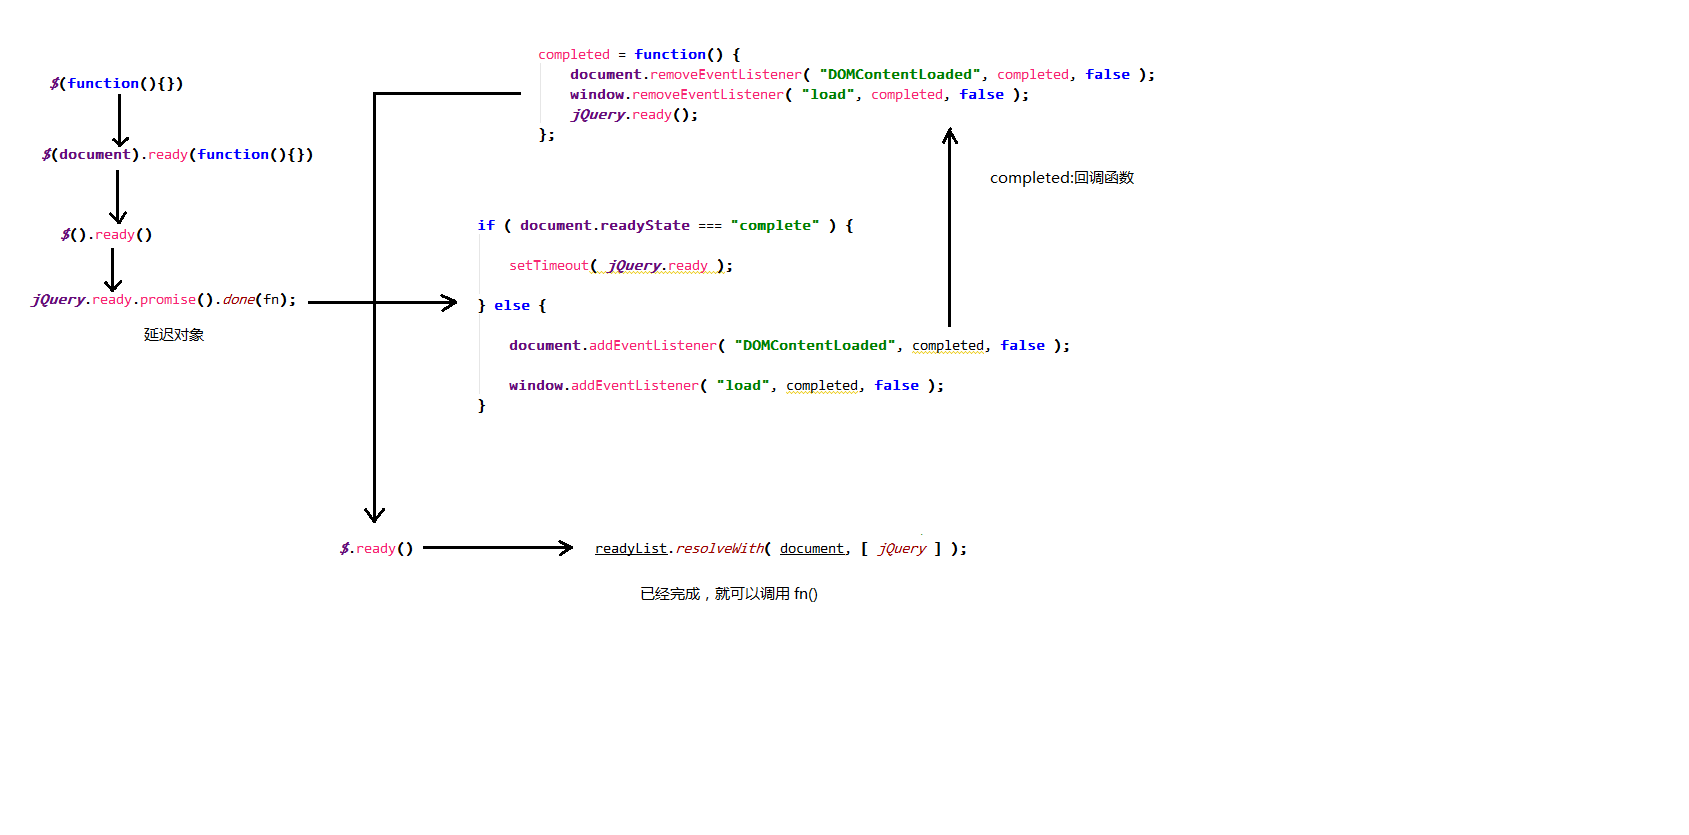 $(function(){})
$(document).ready(function(){})
$().ready()
jQuery.ready.promise().done(fn);
延迟对象
completed = function() {
document.removeEventListener( "DOMContentLoaded", completed, false );
window.removeEventListener( "load", completed, false );
jQuery.ready();
};
completed:回调函数
if ( document.readyState === "complete" ) {
setTimeout( jQuery.ready );
} else {
document.addEventListener( "DOMContentLoaded", completed, false );
window.addEventListener( "load", completed, false );
}
$.ready()
readyList.resolveWith( document, [ jQuery ] );
已经完成，就可以调用 fn()